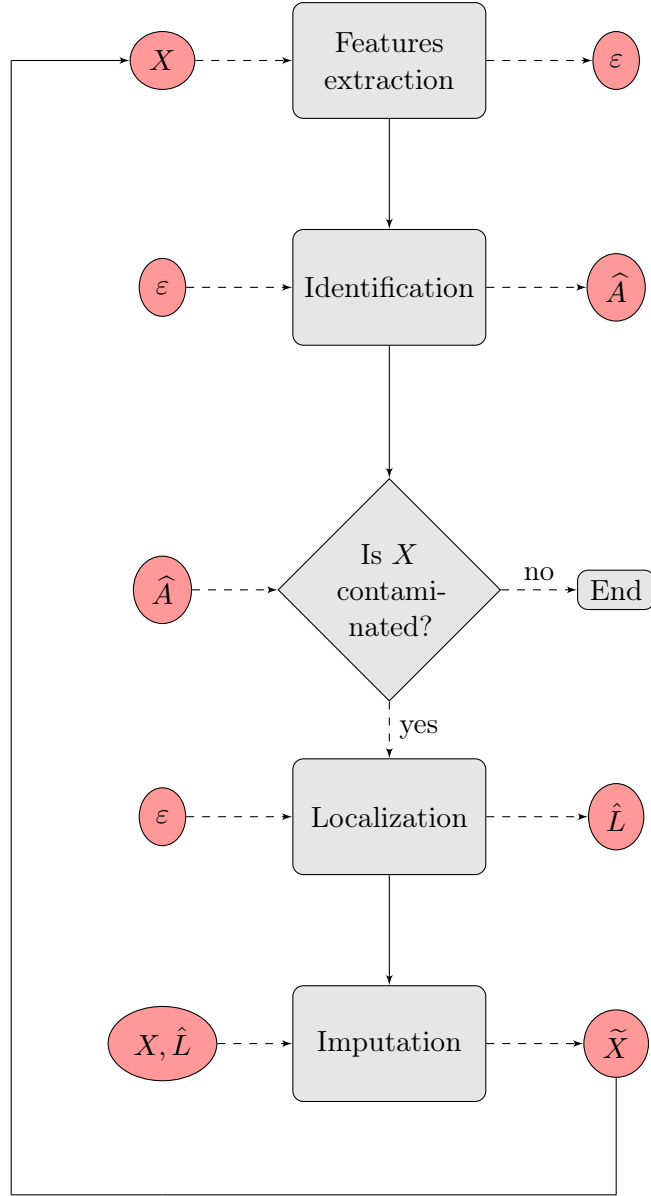 X
Features
extraction
ε
ε
Identification
Â
Â
Is X
contami-
nated?
no
End
yes
ε
Localization
L̂
X, L̂
Imputation
X̃